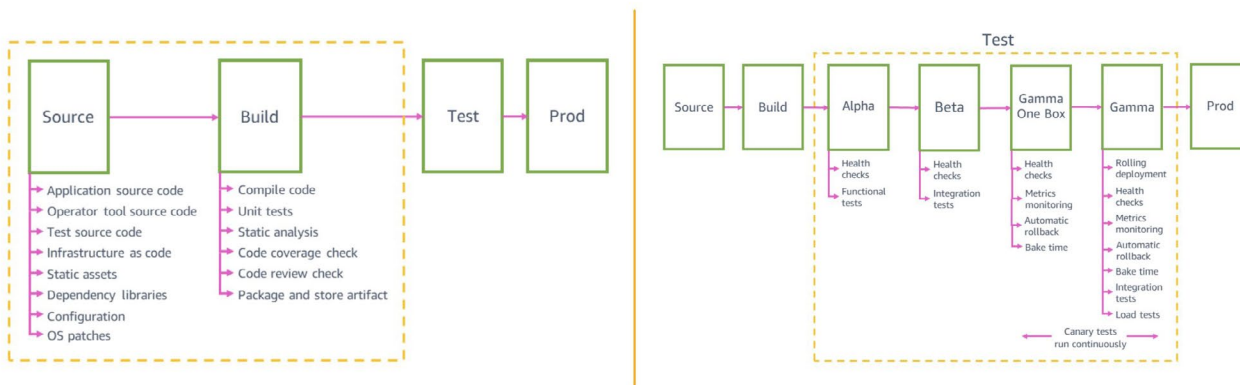 Source
Build
Test
Prod
Application source code
Operator tool source code
Test source code
Infrastructure as code
Static assets
Dependency libraries
Configuration
OS patches
Compile code
Unit tests
Static analysis
Code coverage check
Code review check
Package and store artifact
Test
Source
Build
Alpha
Beta
Gamma
One Box
Gamma
Prod
Health
checks
Functional
tests
Health
checks
Integration
tests
Health
checks
Metrics
monitoring
Automatic
rollback
Bake time
Rolling
deployment
Health
checks
Metrics
monitoring
Automatic
rollback
Bake time
Integration
tests
Load tests
Canary tests
run continuously